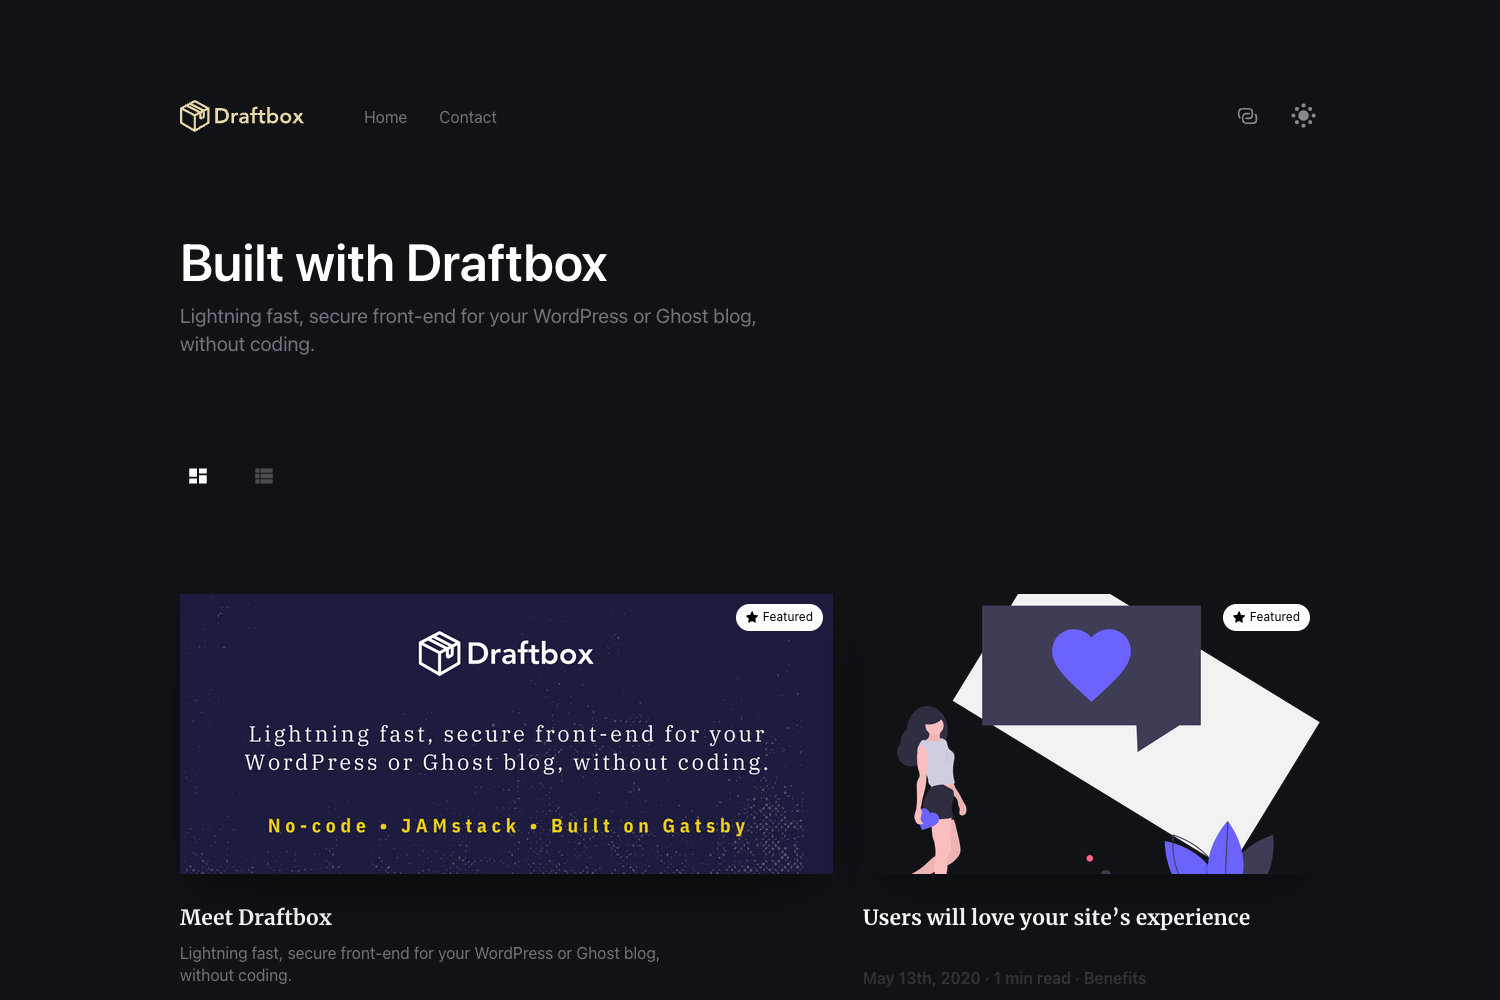 Draftbox
Home
Contact
Built with Draftbox
Lightning fast, secure front-end for your WordPress or Ghost blog,
without coding.
Featured
Draftbox
Lightning fast, secure front-end for your
WordPress or Ghost blog, without coding.
No-code • JAMstack • Built on Gatsby
Featured
Meet Draftbox
Lightning fast, secure front-end for your WordPress or Ghost blog,
without coding.
Users will love your site’s experience
May 13th, 2020 · 1 min read · Benefits